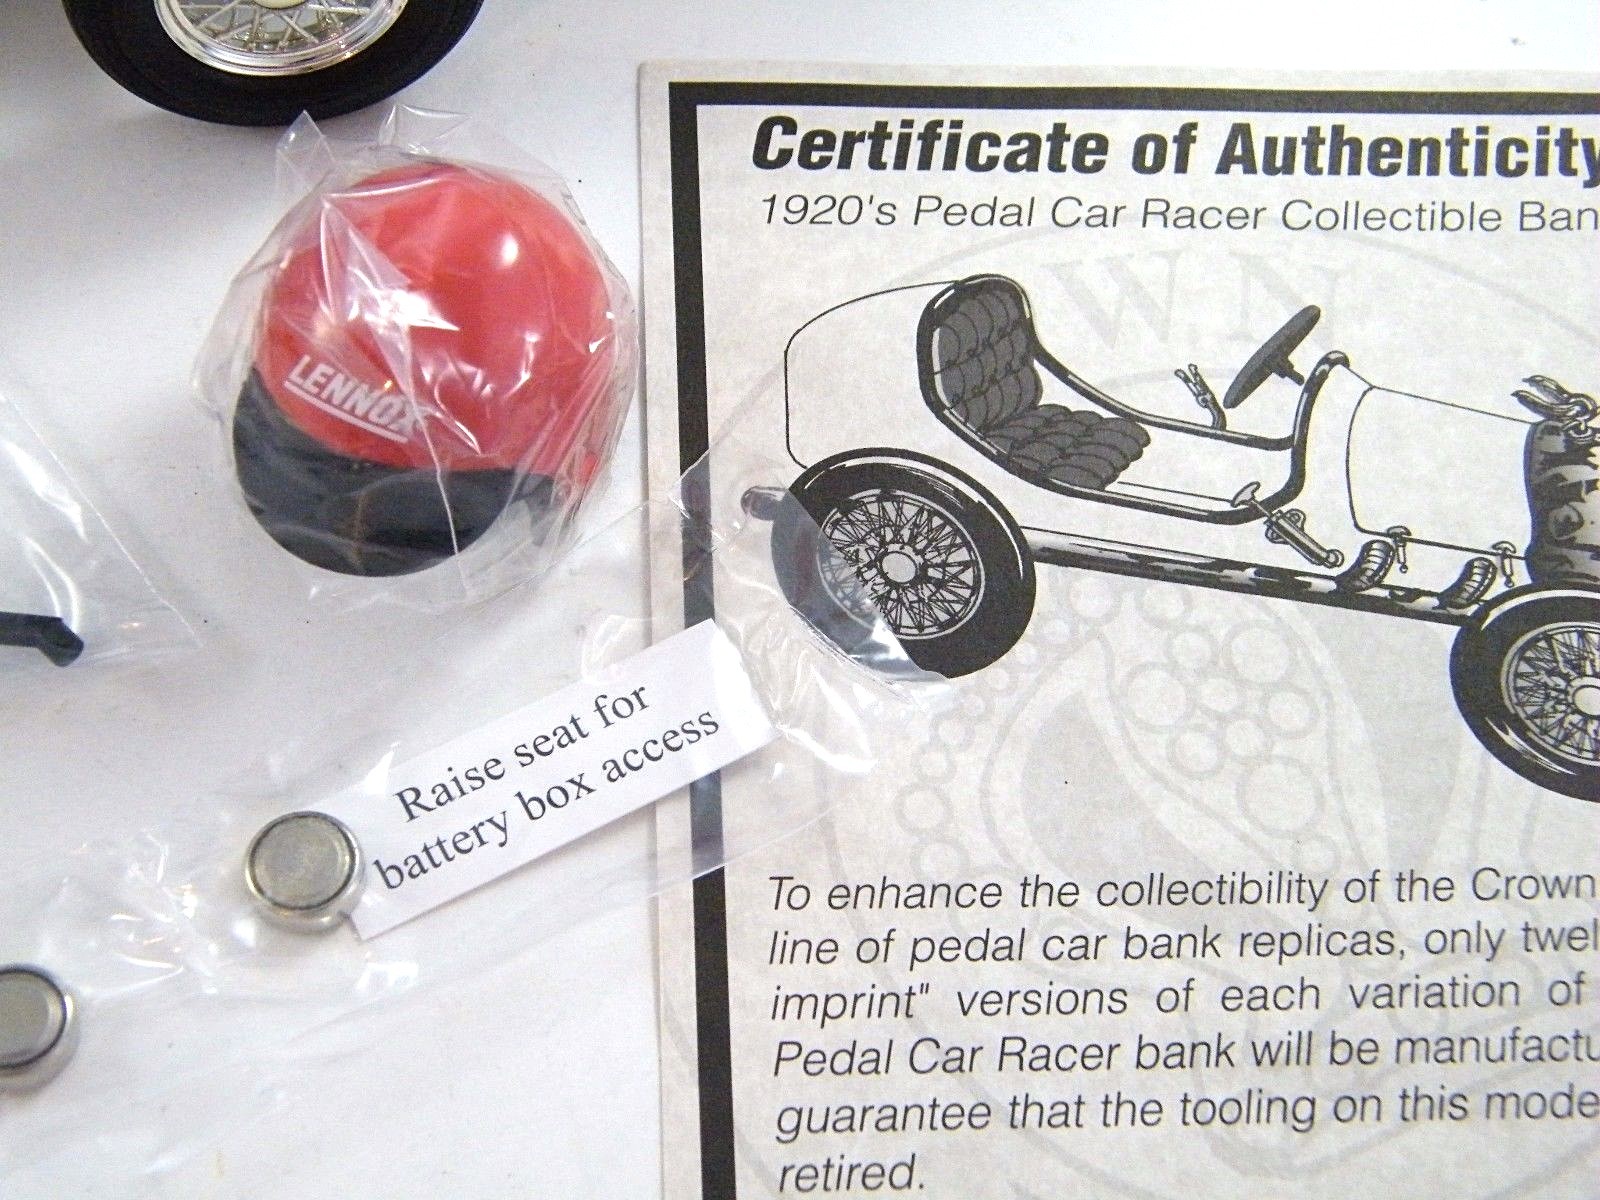 Certificate of Authenticity
1920's Pedal Car Racer Collectible Ban
WN
LENNOX
Raise seat for
battery box access
To enhance the collectibility of the Crown
line of pedal car bank replicas, only twel
imprint" versions of each variation of
Pedal Car Racer bank will be manufactu
guarantee that the tooling on this mode
retired.